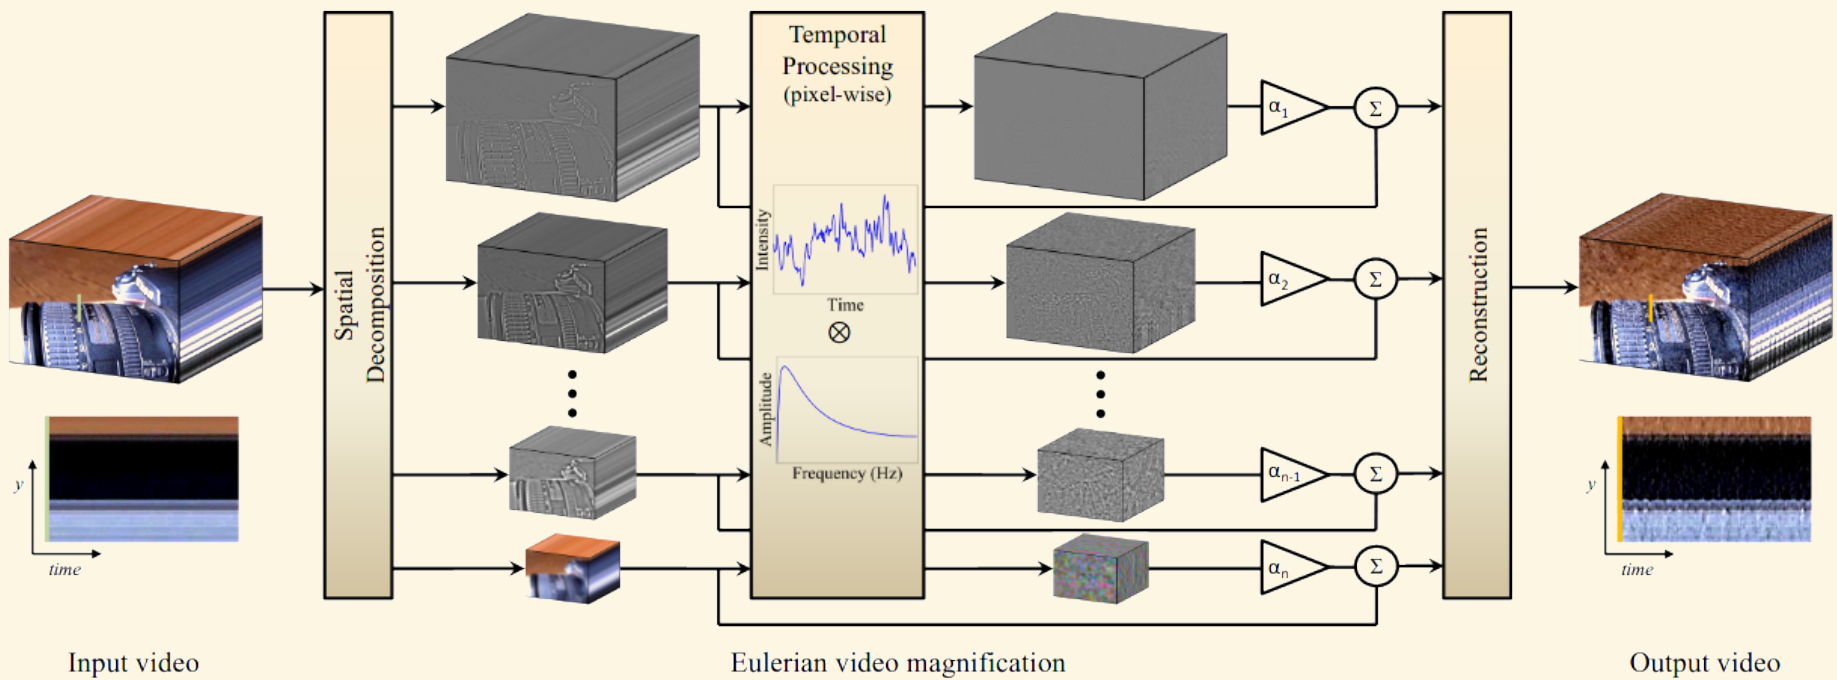 Temporal
Processing
(pixel-wise)
α1
Σ
Intensity
Time
⊗
α2
Σ
Spatial
Decomposition
Reconstruction
Amplitude
Frequency (Hz)
αn-1
Σ
αn
Σ
y
time
y
time
Input video
Eulerian video magnification
Output video